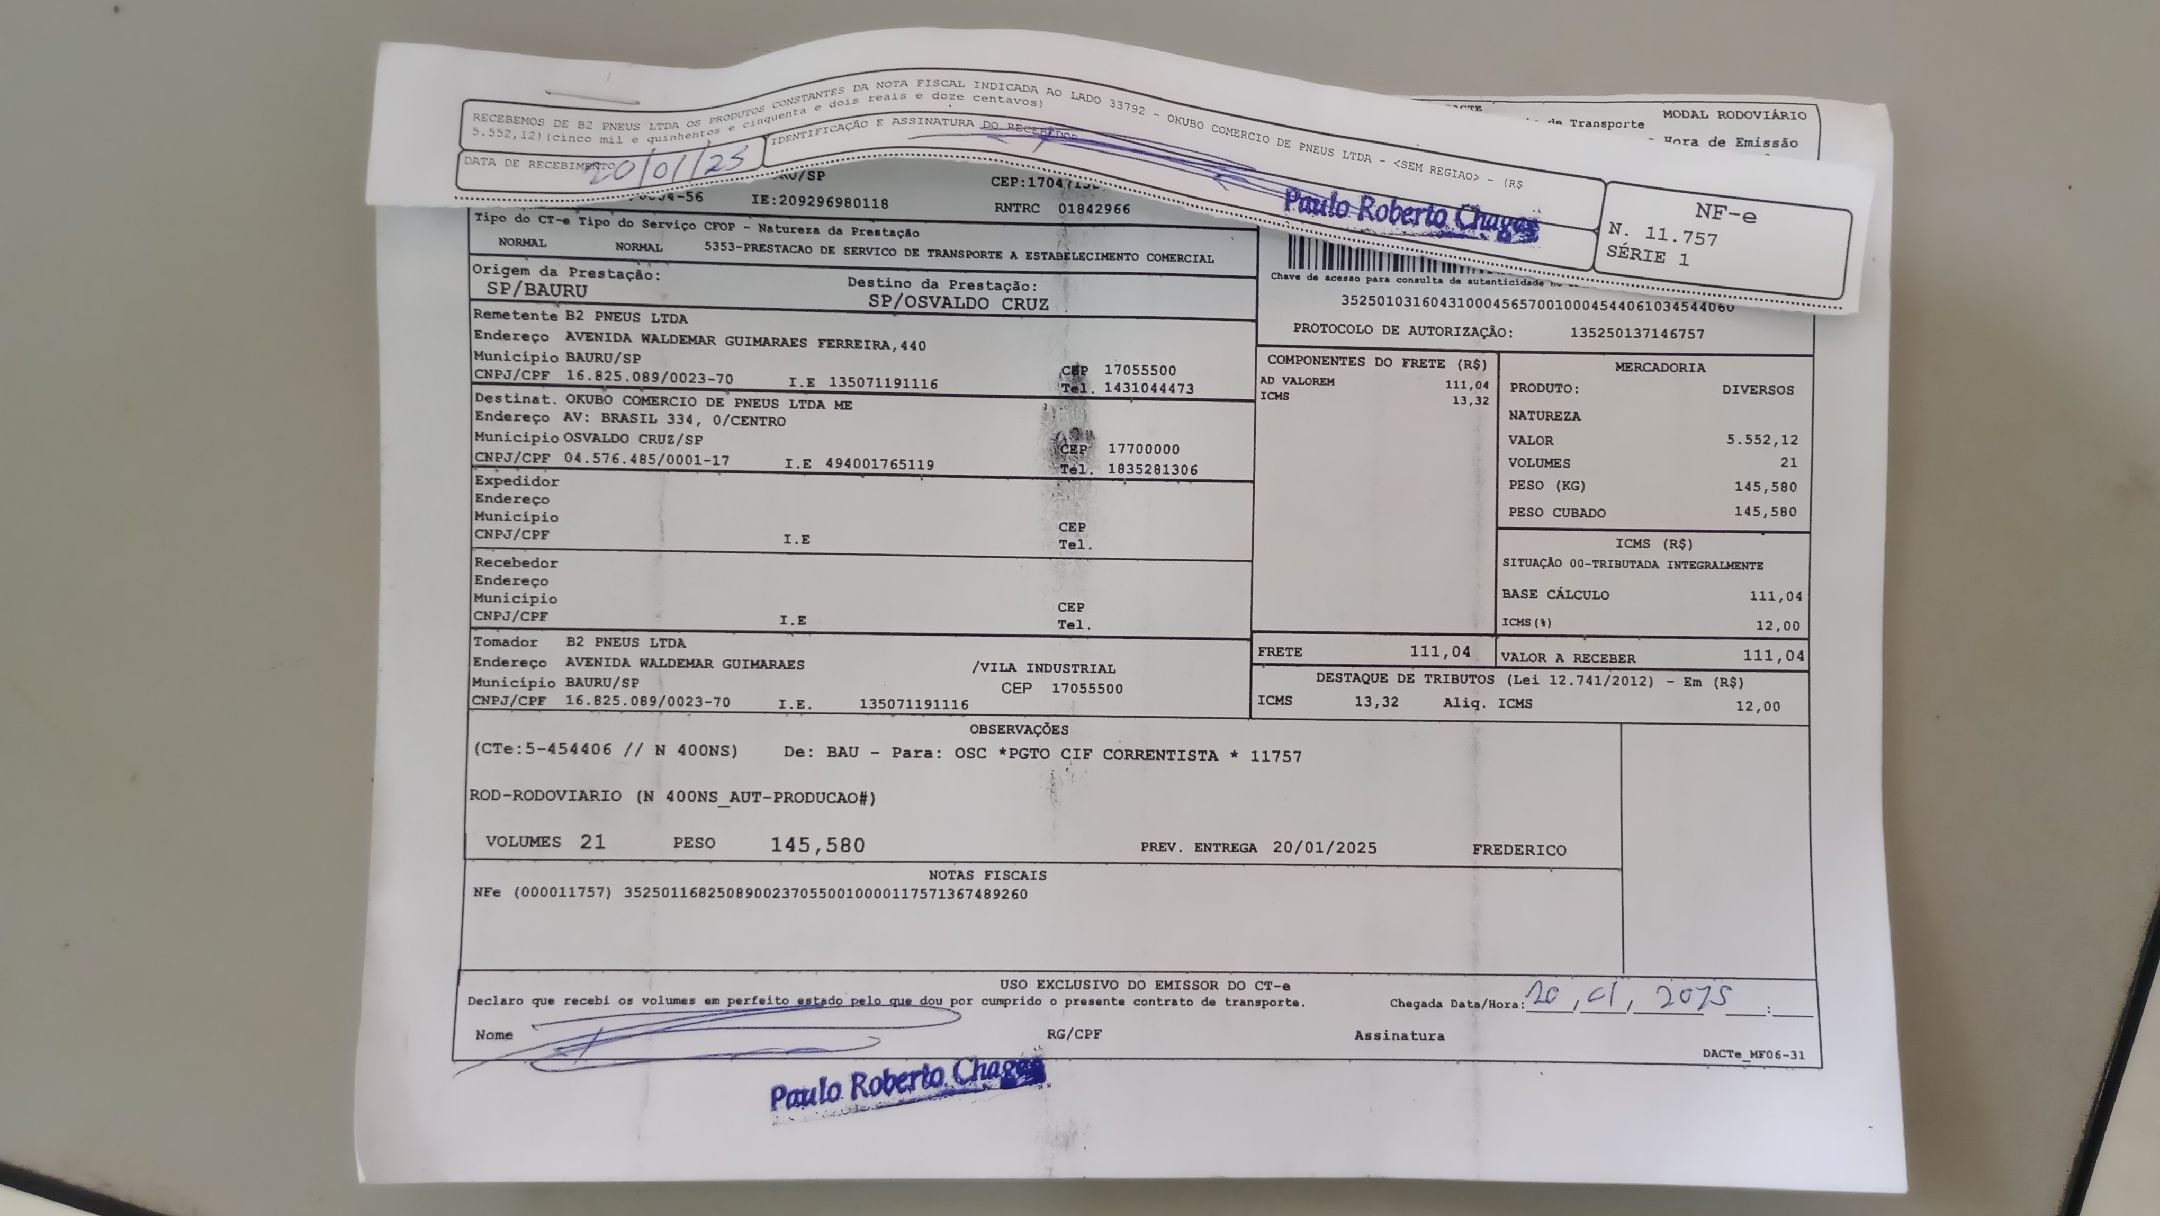 RECEBEMOS DE B2 PNEUS LTDA OS PRODUTOS CONSTANTES DA NOTA FISCAL INDICADA AO LADO 33792 - OKUBO COMERCIO DE PNEUS LTDA - <SEM REGIAO> - (R$
5.552,12)(cinco mil e quinhentos e cinquenta e dois reais e doze centavos)
DATA DE RECEBIMENTO 20/01/25
IDENTIFICAÇÃO E ASSINATURA DO RECEBEDOR
Paulo Roberto Chagas
NF-e
N. 11.757
SÉRIE 1
MODAL RODOVIÁRIO
de Transporte
Hora de Emissão
/SP
-56 IE:209296980118
RNTRC 01842966
Tipo do CT-e Tipo do Serviço CFOP - Natureza da Prestação
NORMAL NORMAL 5353-PRESTACAO DE SERVICO DE TRANSPORTE A ESTABELECIMENTO COMERCIAL
Origem da Prestação: Destino da Prestação:
SP/BAURU SP/OSVALDO CRUZ
Chave de acesso para consulta de autenticidade
PROTOCOLO DE AUTORIZAÇÃO: 135250137146757
Remetente B2 PNEUS LTDA
Endereço AVENIDA WALDEMAR GUIMARAES FERREIRA,440
Município BAURU/SP CEP 17055500
CNPJ/CPF 16.825.089/0023-70 I.E 135071191116 Tel. 1431044473
Destinat. OKUBO COMERCIO DE PNEUS LTDA ME
Endereço AV: BRASIL 334, 0/CENTRO
Município OSVALDO CRUZ/SP CEP 17700000
CNPJ/CPF 04.576.485/0001-17 I.E 494001765119 Tel. 1835281306
Expedidor
Endereço
Município CEP
CNPJ/CPF I.E Tel.
Recebedor
Endereço
Município CEP
CNPJ/CPF I.E Tel.
Tomador B2 PNEUS LTDA
Endereço AVENIDA WALDEMAR GUIMARAES /VILA INDUSTRIAL
Município BAURU/SP CEP 17055500
CNPJ/CPF 16.825.089/0023-70 I.E. 135071191116
COMPONENTES DO FRETE (R$)
AD VALOREM 111,04
ICMS 13,32
MERCADORIA
PRODUTO: DIVERSOS
NATUREZA
VALOR 5.552,12
VOLUMES 21
PESO (KG) 145,580
PESO CUBADO 145,580
ICMS (R$)
SITUAÇÃO 00-TRIBUTADA INTEGRALMENTE
BASE CÁLCULO 111,04
ICMS(%) 12,00
FRETE 111,04 VALOR A RECEBER 111,04
DESTAQUE DE TRIBUTOS (Lei 12.741/2012) - Em (R$)
ICMS 13,32 Aliq. ICMS 12,00
OBSERVAÇÕES
(CTe:5-454406 // N 400NS) De: BAU - Para: OSC *PGTO CIF CORRENTISTA * 11757
ROD-RODOVIARIO (N 400NS_AUT-PRODUCAO#)
VOLUMES 21 PESO 145,580 PREV. ENTREGA 20/01/2025 FREDERICO
NOTAS FISCAIS
NFe (000011757) 35250116825089002370550010000117571367489260
USO EXCLUSIVO DO EMISSOR DO CT-e
Declaro que recebi os volumes em perfeito estado pelo que dou por cumprido o presente contrato de transporte. Chegada Data/Hora: 20, 01, 2025
Nome RG/CPF Assinatura
DACTe_MF06-31
Paulo Roberto Chagas